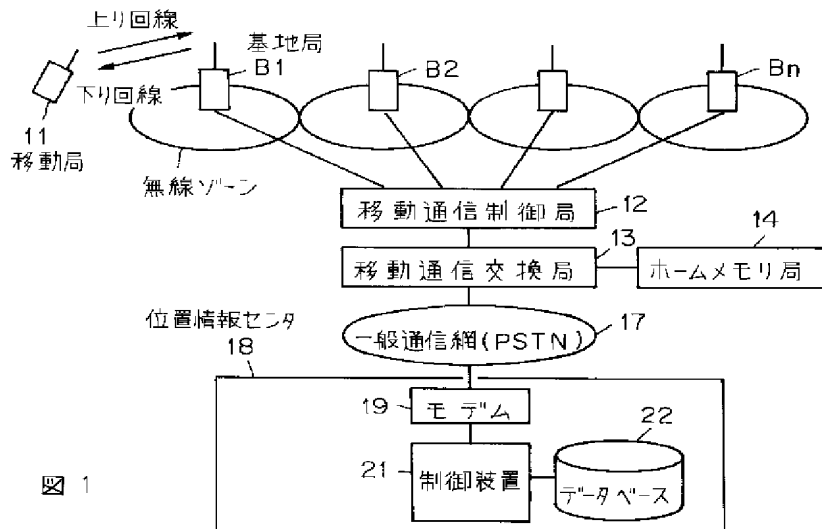 上り回線
基地局
B1
B2
Bn
下り回線
11
移動局
無線ゾーン
移動通信制御局
12
13
14
移動通信交換局
ホームメモリ局
位置情報センタ
18
一般通信網(PSTN)
17
19
モデム
22
21
制御装置
データベース
図 1